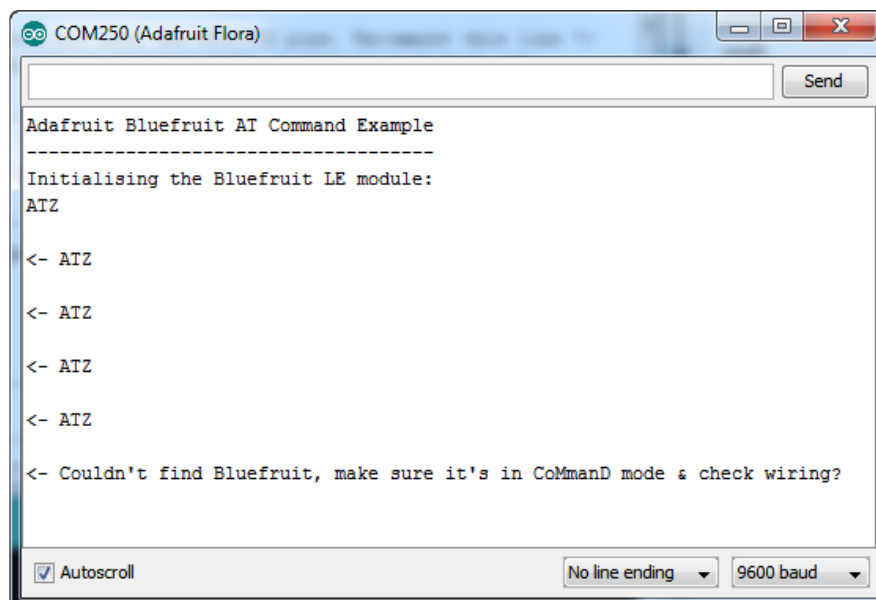 COM250 (Adafruit Flora)
Send
Adafruit Bluefruit AT Command Example
-------------------------------------
Initialising the Bluefruit LE module:
ATZ
<- ATZ
<- ATZ
<- ATZ
<- ATZ
<- Couldn't find Bluefruit, make sure it's in CoMmanD mode & check wiring?
Autoscroll
No line ending
9600 baud